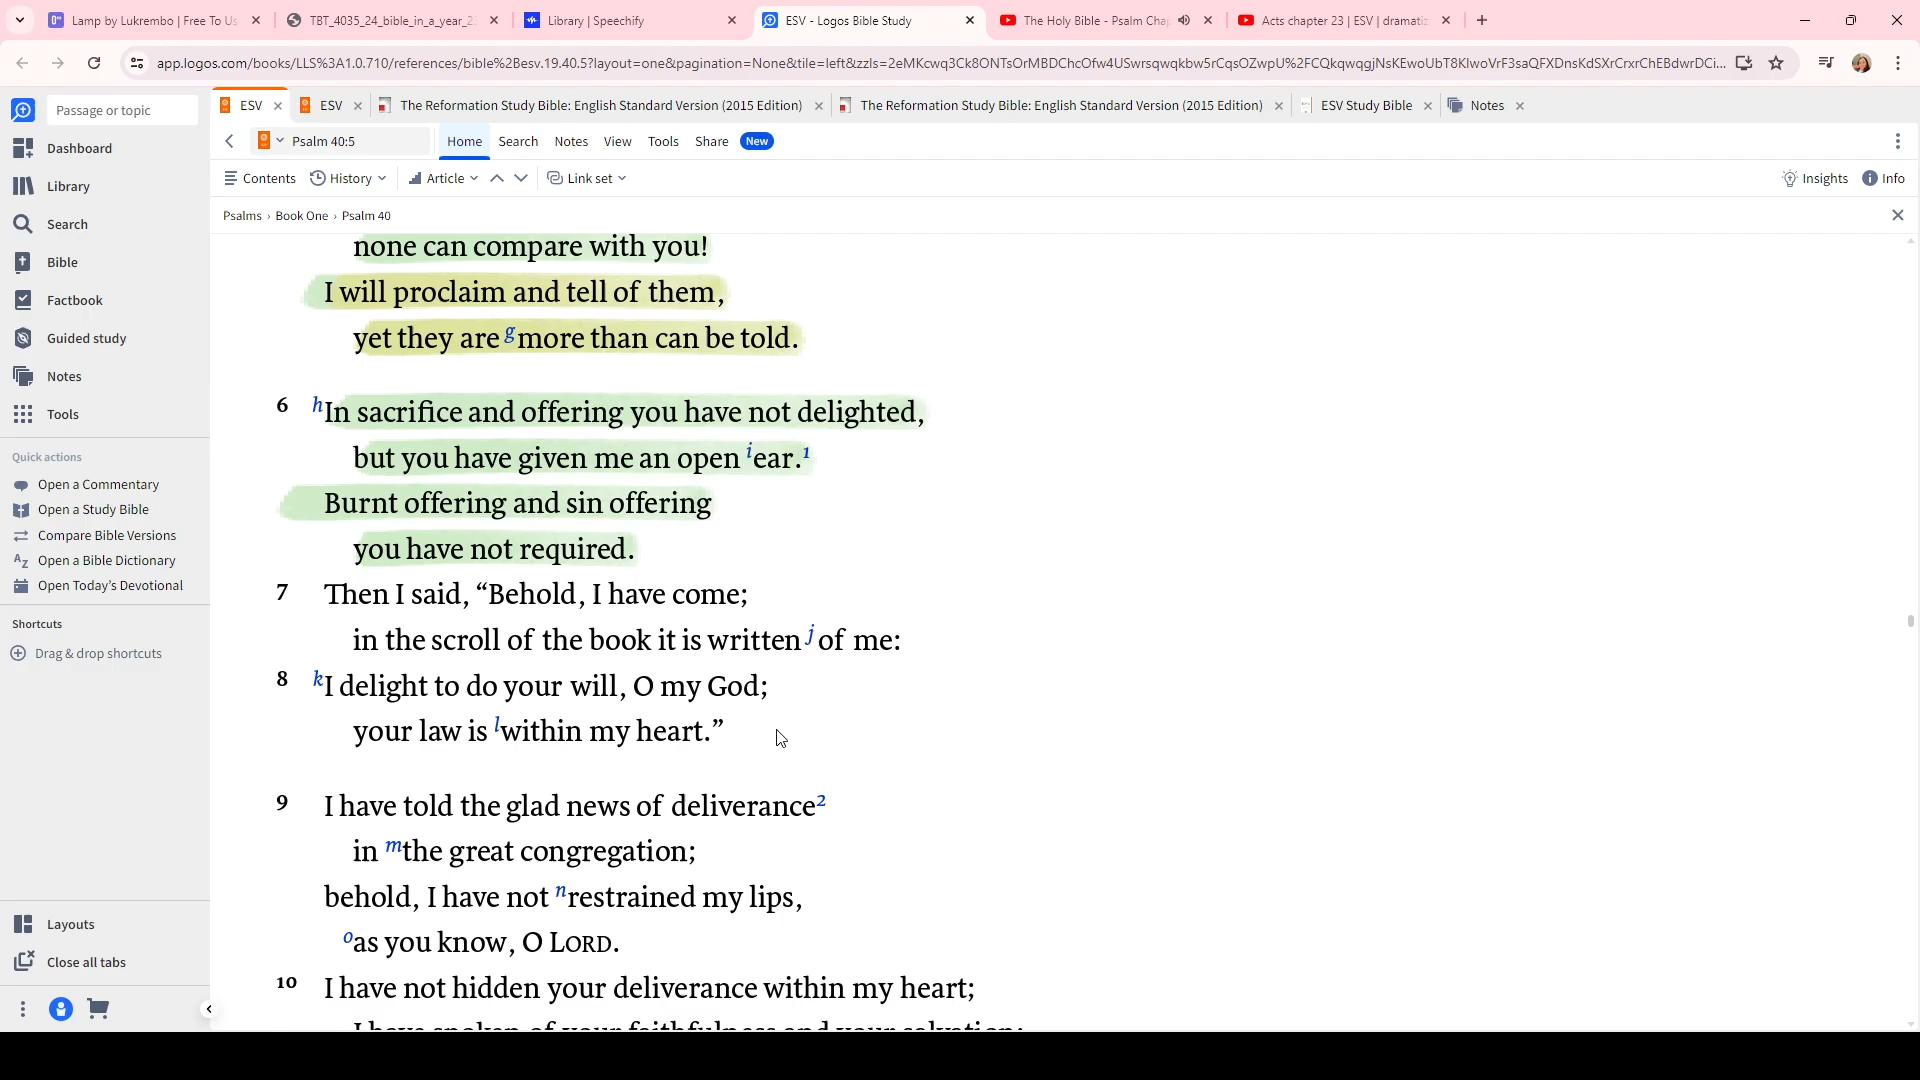 Lamp by Lukrembo | Free To Us
TBT_4035_24_bible_in_a_year_2
Library | Speechify
ESV - Logos Bible Study
The Holy Bible - Psalm Cha
Acts chapter 23 | ESV | dramati
app.logos.com/books/LLS%3A1.0.710/references/bible%2Besv.19.40.5?layout=one&pagination=None&tile=left&zzls=2eMKcwq3Ck8ONTsOrMBDChcOfw4USwrsqwqkbw5rCqsOZwpU%2FCQkqwqgjNsKEwoUbT8KlwoVrF3saQFXDnsKdSXrCrxrChEBdwrDCi...
Passage or topic
ESV
ESV
The Reformation Study Bible: English Standard Version (2015 Edition)
The Reformation Study Bible: English Standard Version (2015 Edition)
ESV Study Bible
Notes
Psalm 40:5
Home
Search
Notes
View
Tools
Share
New
Contents
History
Article
Link set
Insights
Info
Psalms › Book One › Psalm 40
Dashboard
Library
Search
Bible
Factbook
Guided study
Notes
Tools
Quick actions
Open a Commentary
Open a Study Bible
Compare Bible Versions
Open a Bible Dictionary
Open Today's Devotional
Shortcuts
Drag & drop shortcuts
Layouts
Close all tabs
none can compare with you!
I will proclaim and tell of them,
yet they are g more than can be told.
6 h In sacrifice and offering you have not delighted,
but you have given me an open i ear.1
Burnt offering and sin offering
you have not required.
7 Then I said, “Behold, I have come;
in the scroll of the book it is written j of me:
8 k I delight to do your will, O my God;
your law is l within my heart.”
9 I have told the glad news of deliverance2
in m the great congregation;
behold, I have not n restrained my lips,
o as you know, O LORD.
10 I have not hidden your deliverance within my heart;
I have spoken of your faithfulness and your salvation;